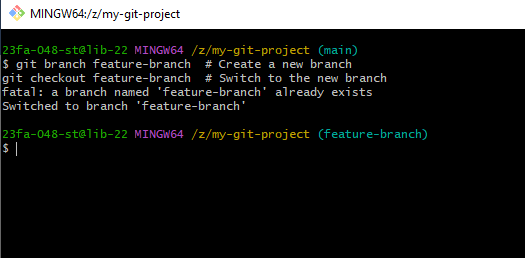 MINGW64:/z/my-git-project
23fa-048-st@lib-22 MINGW64 /z/my-git-project (main)
$ git branch feature-branch  # Create a new branch
git checkout feature-branch  # Switch to the new branch
fatal: a branch named 'feature-branch' already exists
Switched to branch 'feature-branch'
23fa-048-st@lib-22 MINGW64 /z/my-git-project (feature-branch)
$